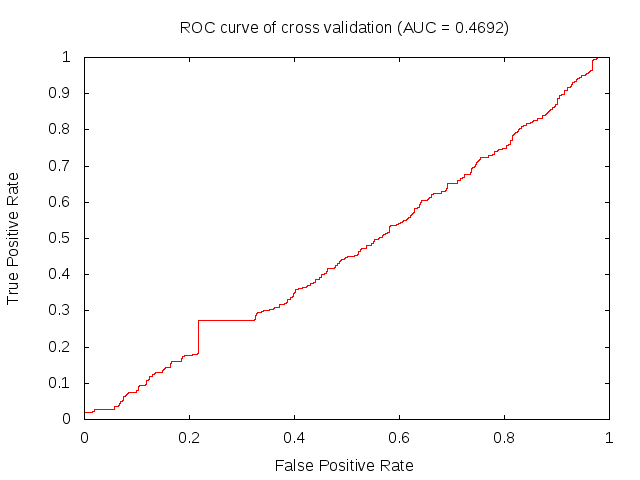 ROC curve of cross validation (AUC = 0.4692)
1
0.9
0.8
0.7
0.6
0.5
0.4
0.3
0.2
0.1
0
True Positive Rate
0 0.2 0.4 0.6 0.8 1
False Positive Rate